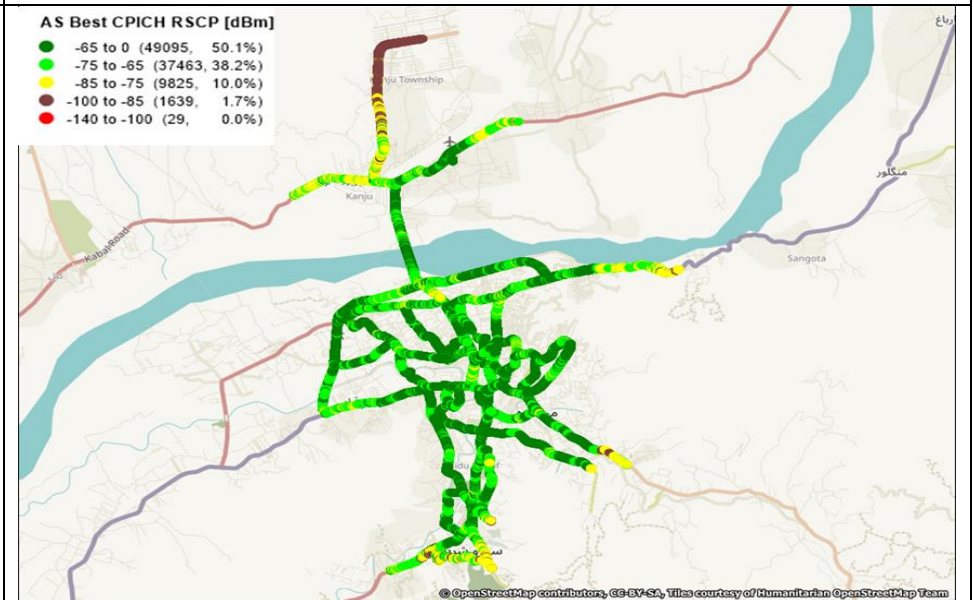 AS Best CPICH RSCP [dBm]
-65 to 0 (49095, 50.1%)
-75 to -65 (37463, 38.2%)
-85 to -75 (9825, 10.0%)
-100 to -85 (1639, 1.7%)
-140 to -100 (29, 0.0%)
Township
منگلور
Kanju
Kabal Road
Sangota
© OpenStreetMap contributors, CC-BY-SA, Tiles courtesy of Humanitarian OpenStreetMap Team